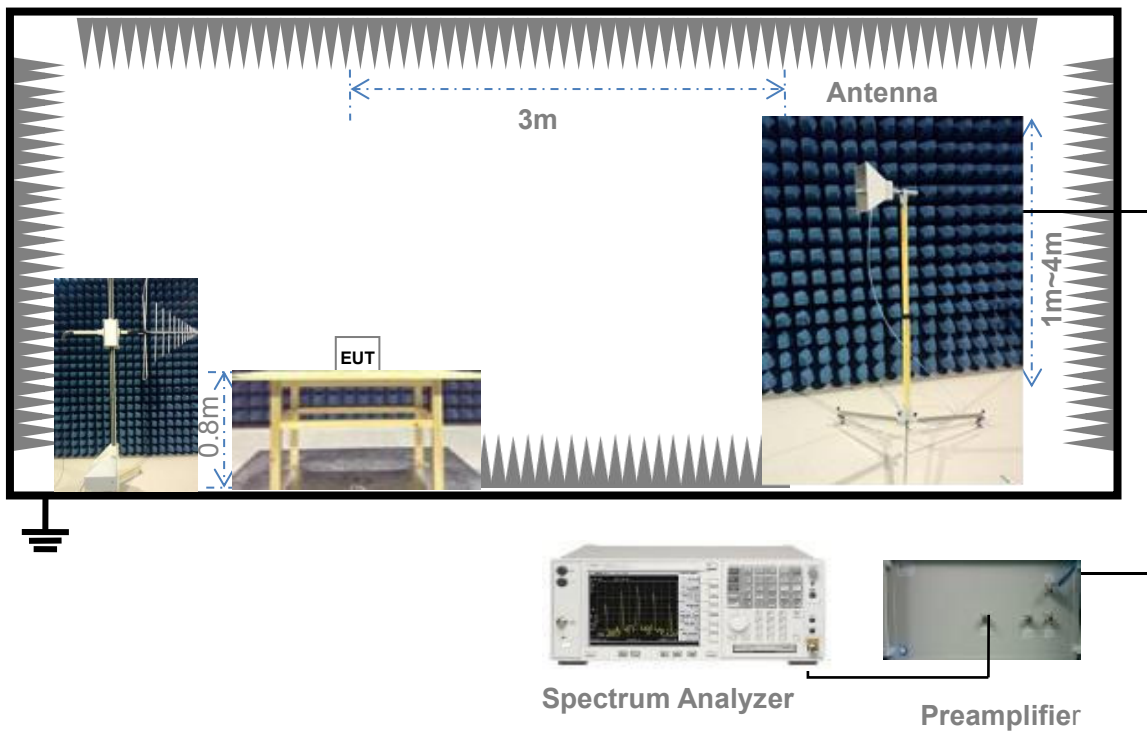 Antenna
3m
1m~4m
EUT
0.8m
Spectrum Analyzer
Preamplifier